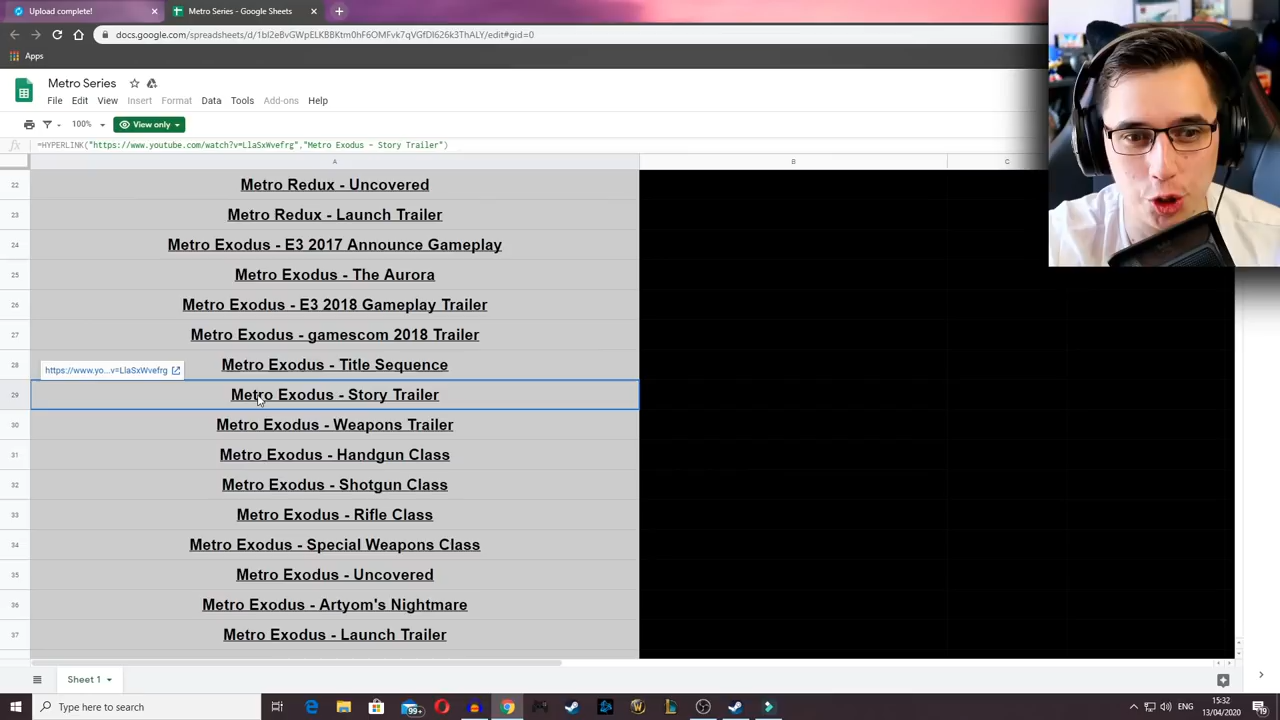 Upload complete!
Metro Series - Google Sheets
docs.google.com/spreadsheets/d/1bI2eBvGWpELKBBKtm0hF6OMFvk7qVGfDl626k3ThALY/edit#gid=0
Apps
Metro Series
File Edit View Insert Format Data Tools Add-ons Help
100% View only
fx =HYPERLINK("https://www.youtube.com/watch?v=LlaSxWvefrg","Metro Exodus - Story Trailer")
A B C
22 Metro Redux - Uncovered
23 Metro Redux - Launch Trailer
24 Metro Exodus - E3 2017 Announce Gameplay
25 Metro Exodus - The Aurora
26 Metro Exodus - E3 2018 Gameplay Trailer
27 Metro Exodus - gamescom 2018 Trailer
28 Metro Exodus - Title Sequence
https://www.yo...v=LlaSxWvefrg
29 Metro Exodus - Story Trailer
30 Metro Exodus - Weapons Trailer
31 Metro Exodus - Handgun Class
32 Metro Exodus - Shotgun Class
33 Metro Exodus - Rifle Class
34 Metro Exodus - Special Weapons Class
35 Metro Exodus - Uncovered
36 Metro Exodus - Artyom's Nightmare
37 Metro Exodus - Launch Trailer
Sheet 1
Type here to search
99+
ENG
15:32
13/04/2020
19